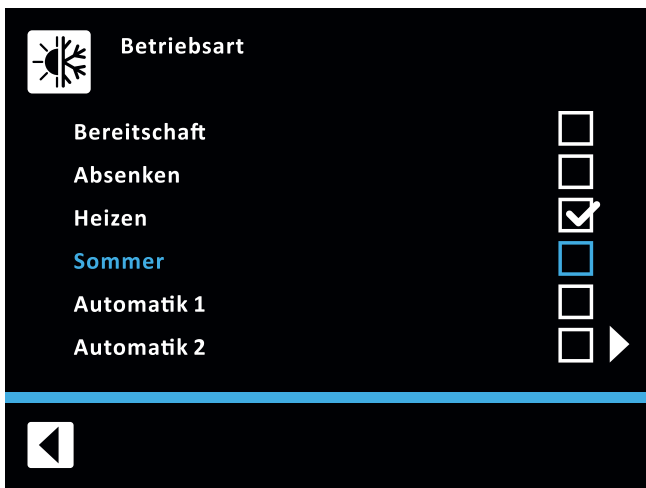 Betriebsart
Bereitschaft
Absenken
Heizen
Sommer
Automatik 1
Automatik 2